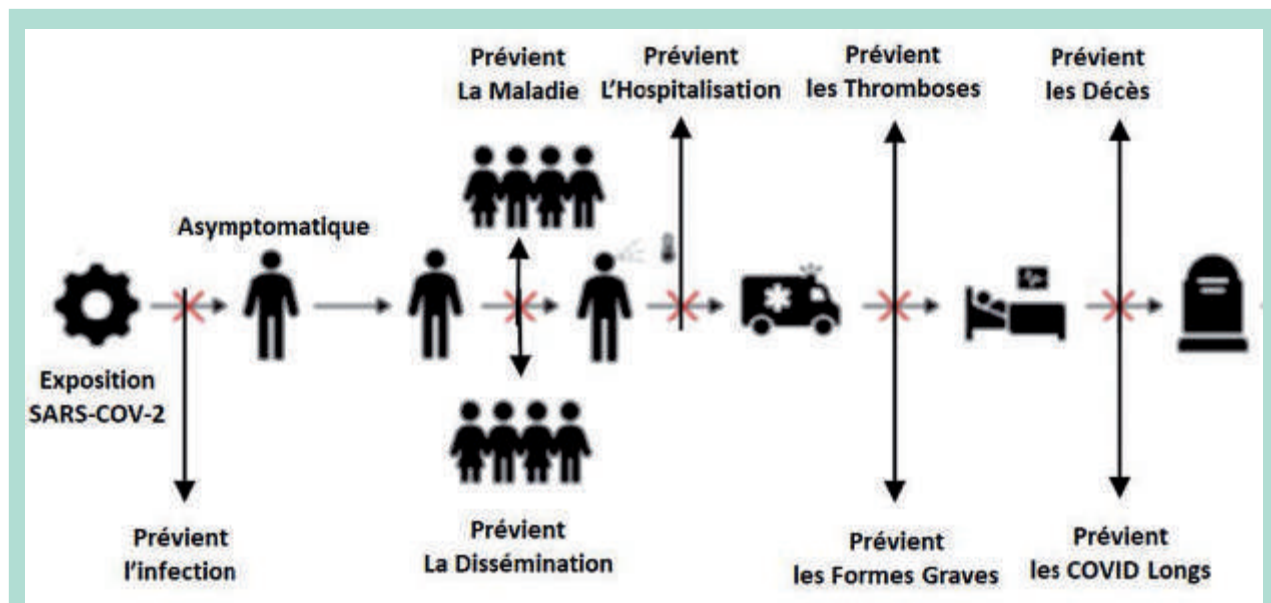 Prévient
La Maladie
Prévient
L'Hospitalisation
Prévient
les Thromboses
Prévient
les Décès
Asymptomatique
Exposition
SARS-COV-2
Prévient
l'infection
Prévient
La Dissémination
Prévient
les Formes Graves
Prévient
les COVID Longs